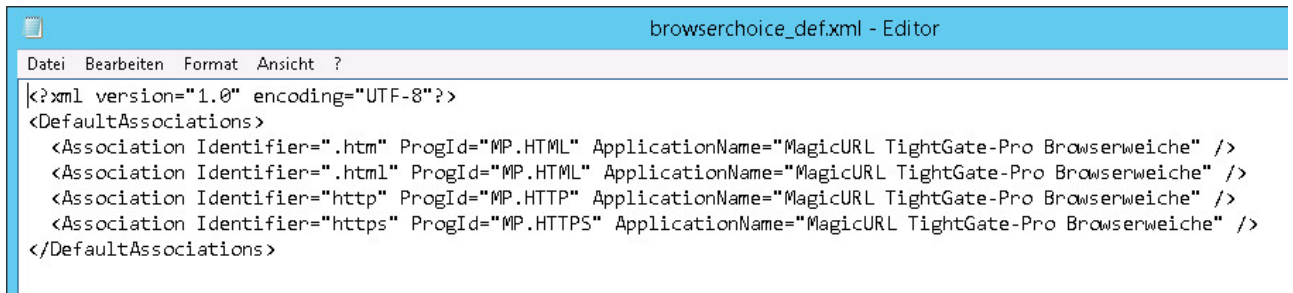 browserchoice_def.xml - Editor
Datei Bearbeiten Format Ansicht ?
<?xml version="1.0" encoding="UTF-8"?>
<DefaultAssociations>
  <Association Identifier=".htm" ProgId="MP.HTML" ApplicationName="MagicURL TightGate-Pro Browserweiche" />
  <Association Identifier=".html" ProgId="MP.HTML" ApplicationName="MagicURL TightGate-Pro Browserweiche" />
  <Association Identifier="http" ProgId="MP.HTTP" ApplicationName="MagicURL TightGate-Pro Browserweiche" />
  <Association Identifier="https" ProgId="MP.HTTPS" ApplicationName="MagicURL TightGate-Pro Browserweiche" />
</DefaultAssociations>